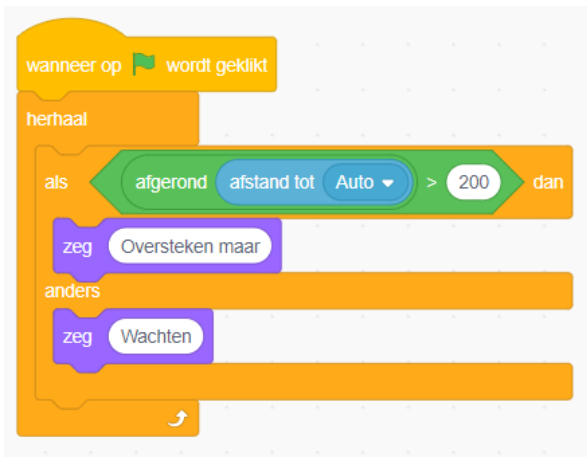 wanneer op wordt geklikt
herhaal
als afgerond afstand tot Auto > 200 dan
zeg Oversteken maar
anders
zeg Wachten